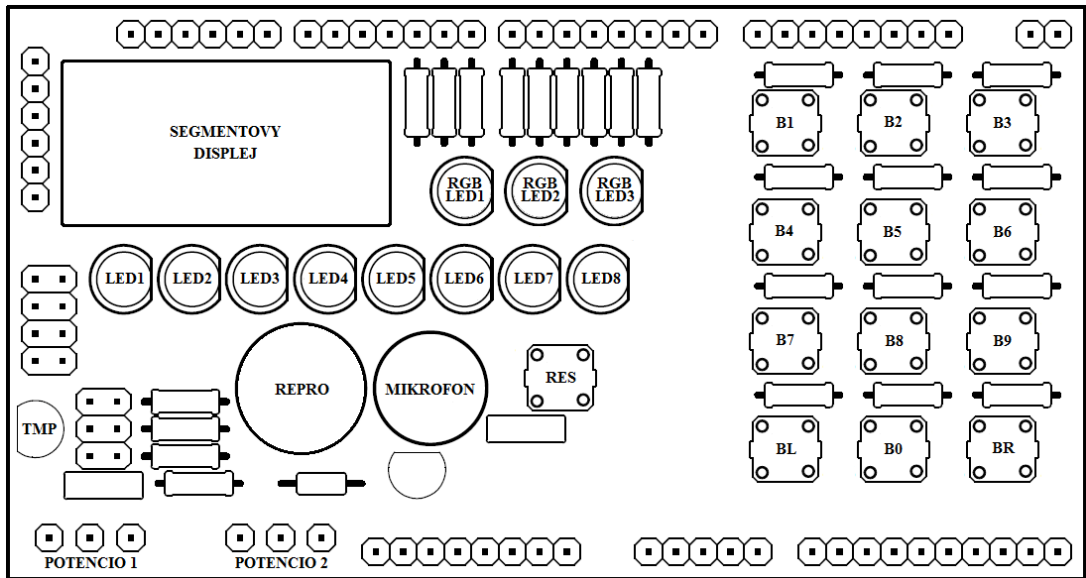 SEGMENTOVY
DISPLEJ
B1
B2
B3
RGB
LED1
RGB
LED2
RGB
LED3
B4
B5
B6
LED1
LED2
LED3
LED4
LED5
LED6
LED7
LED8
B7
B8
B9
REPRO
MIKROFON
RES
TMP
BL
B0
BR
POTENCIO 1
POTENCIO 2